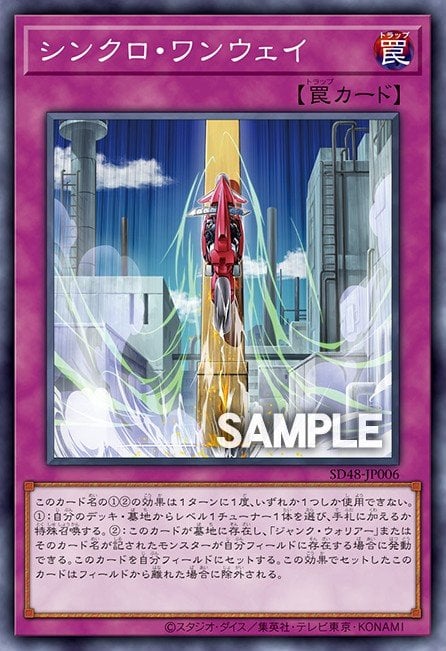 シンクロ・ワンウェイ
トラップ
罠
トラップ
【罠カード】
SAMPLE
SD48-JP006
このカード名の①②の効果は1ターンに1度、いずれか1つしか使用できない。
①:自分のデッキ・墓地からレベル1チューナー1体を選び、手札に加えるか
特殊召喚する。②:このカードが墓地に存在し、「ジャンク・ウォリアー」または
そのカード名が記されたモンスターが自分フィールドに存在する場合に発動
できる。このカードを自分フィールドにセットする。この効果でセットしたこの
カードはフィールドから離れた場合に除外される。
©スタジオ・ダイス/集英社・テレビ東京・KONAMI